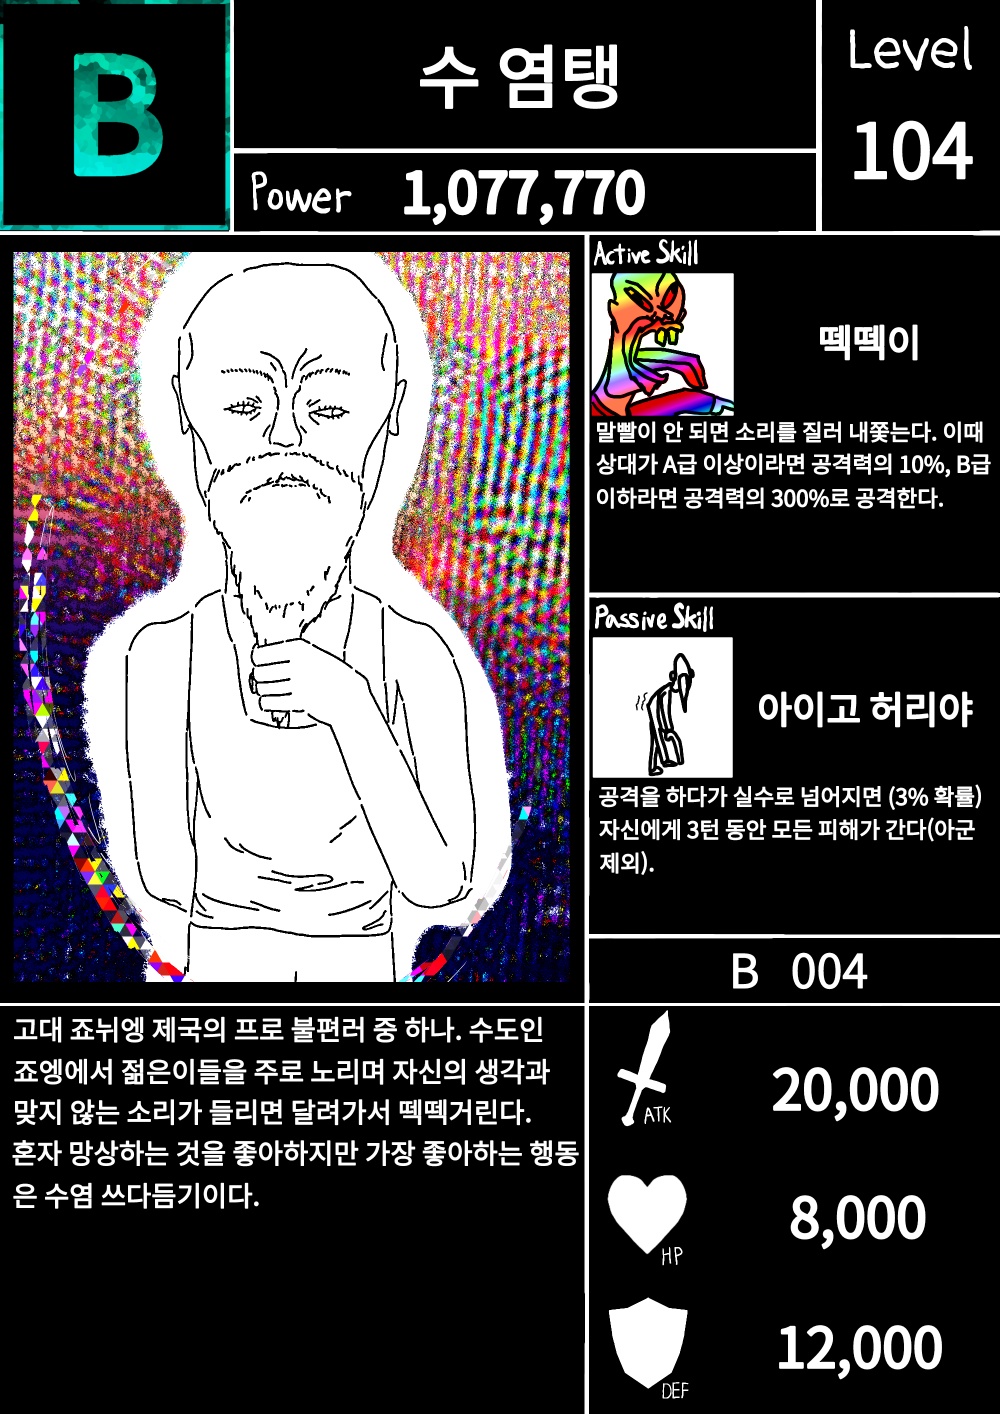 B
수 염탱
Level
104
Power 1,077,770
Active Skill
떽떽이
말빨이 안 되면 소리를 질러 내쫓는다. 이때
상대가 A급 이상이라면 공격력의 10%, B급
이하라면 공격력의 300%로 공격한다.
Passive Skill
아이고 허리야
공격을 하다가 실수로 넘어지면 (3% 확률)
자신에게 3턴 동안 모든 피해가 간다(아군
제외).
B 004
고대 죠뉘엥 제국의 프로 불편러 중 하나. 수도인
죠엥에서 젊은이들을 주로 노리며 자신의 생각과
맞지 않는 소리가 들리면 달려가서 떽떽거린다.
혼자 망상하는 것을 좋아하지만 가장 좋아하는 행동
은 수염 쓰다듬기이다.
ATK 20,000
HP 8,000
DEF 12,000